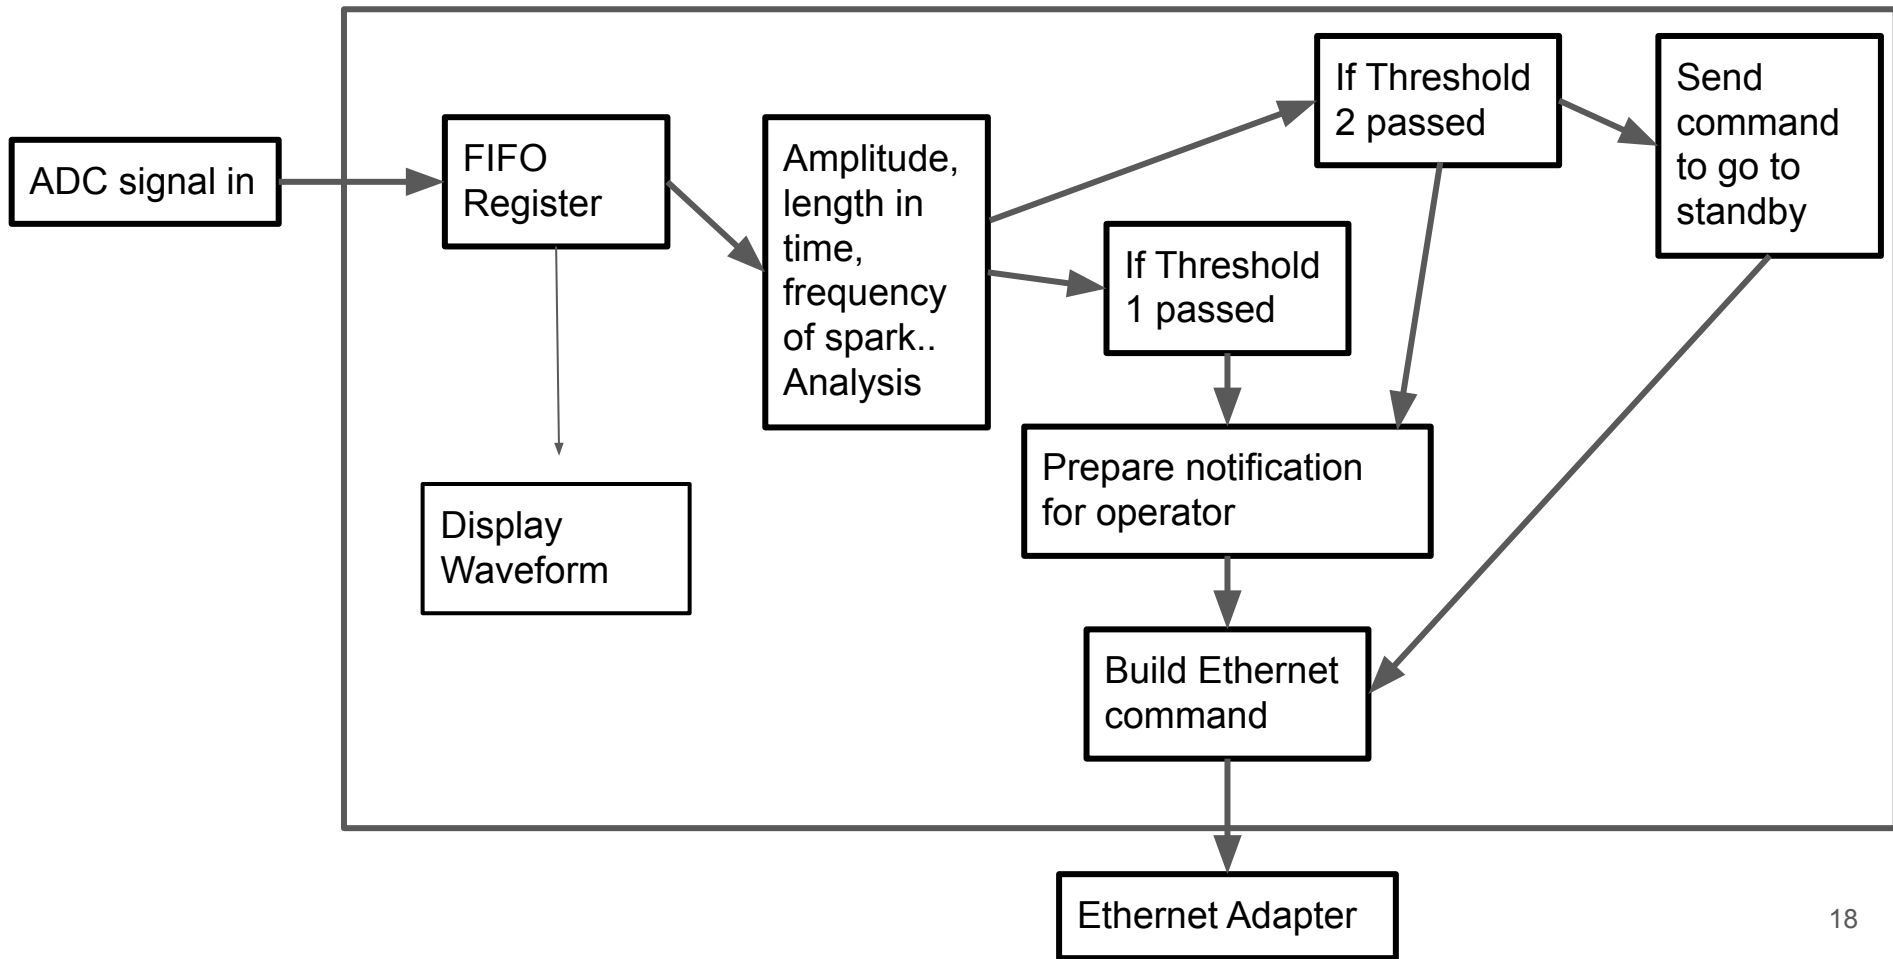 ADC signal in
FIFO
Register
Display
Waveform
Amplitude,
length in
time,
frequency
of spark..
Analysis
If Threshold
1 passed
If Threshold
2 passed
Send
command
to go to
standby
Prepare notification
for operator
Build Ethernet
command
Ethernet Adapter
18